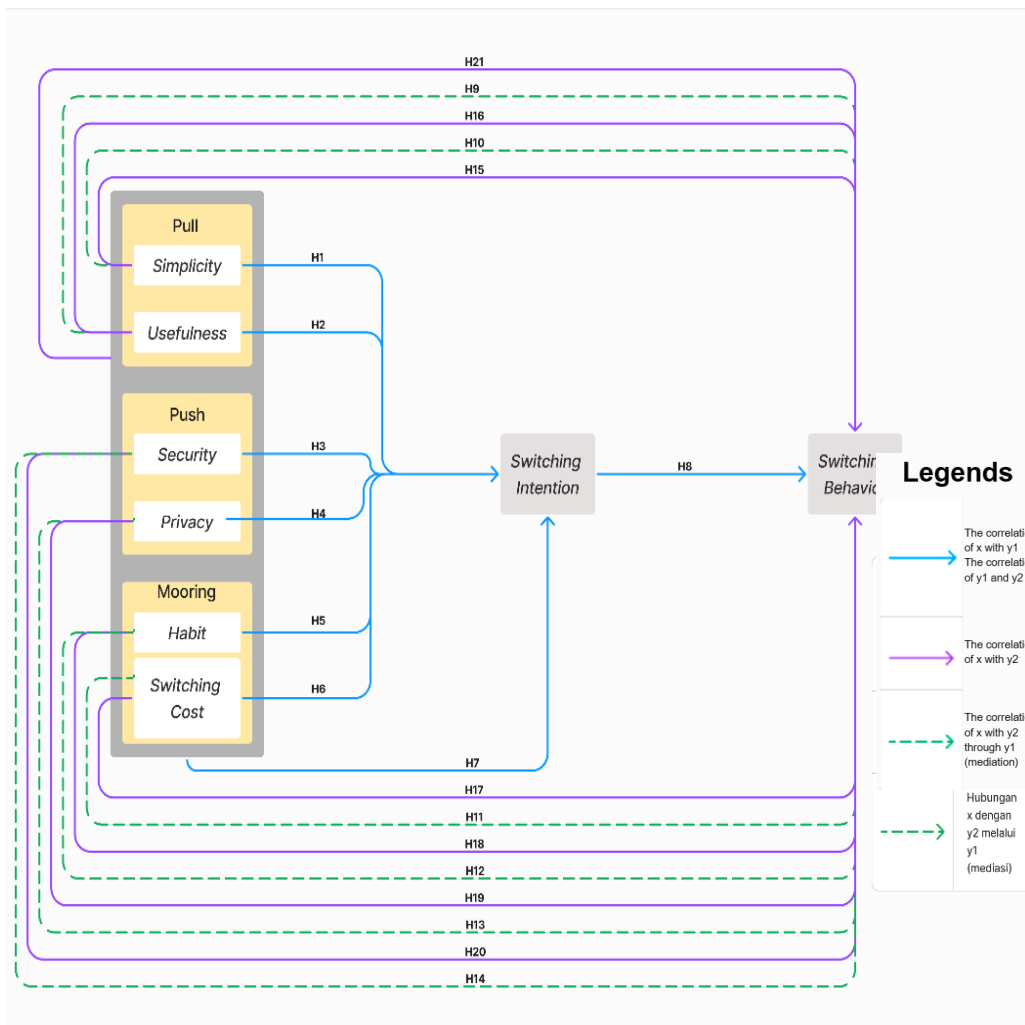 H21
H9
H16
H10
H15
Pull
Simplicity
H1
Usefulness
H2
Push
Security
H3
Privacy
H4
Mooring
Habit
H5
Switching
Cost
H6
Switching
Intention
H8
Switchin
Behavio
H7
H17
H11
H18
H12
H19
H13
H20
H14
Legends
The correlati
of x with y1
The correlati
of y1 and y2
The correlati
of x with y2
The correlati
of x with y2
through y1
(mediation)
Hubungan
x dengan
y2 melalui
y1
(mediasi)